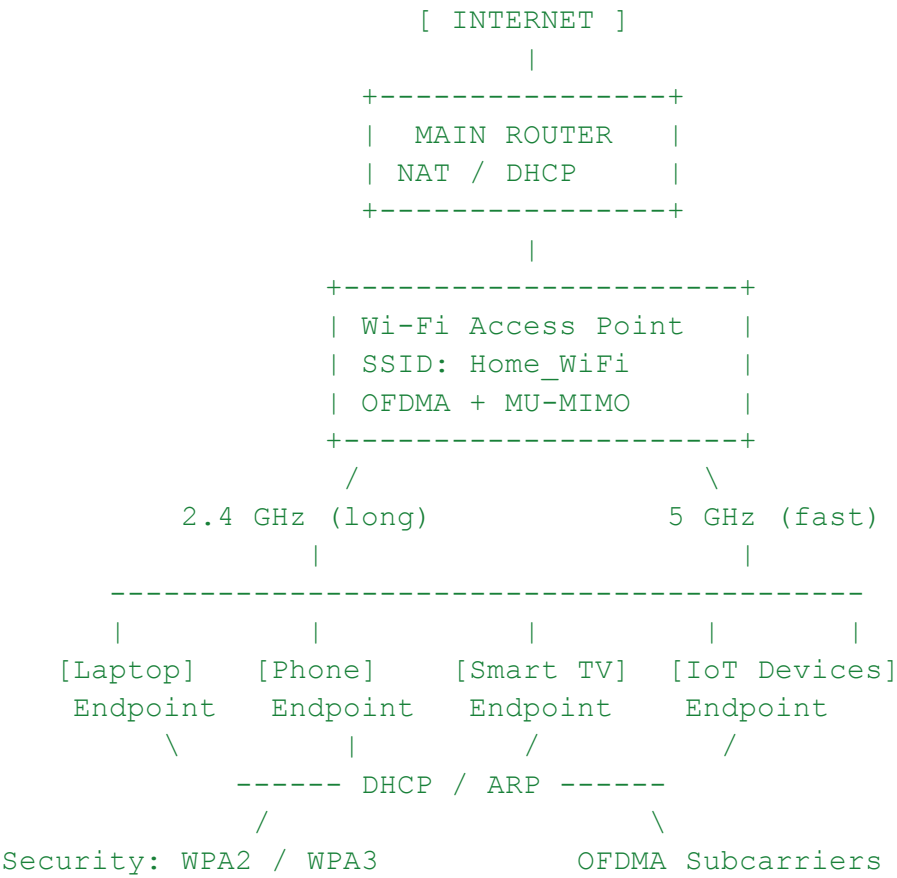 [ INTERNET ]
|
+----------------+
|  MAIN ROUTER   |
| NAT / DHCP     |
+----------------+
|
+----------------------+
| Wi-Fi Access Point   |
| SSID: Home_WiFi      |
| OFDMA + MU-MIMO      |
+----------------------+
/                    \
2.4 GHz (long)             5 GHz (fast)
|                       |
------------------------------------------
|          |           |         |       |
[Laptop]   [Phone]    [Smart TV]  [IoT Devices]
Endpoint   Endpoint   Endpoint    Endpoint
\         |         /          /
------ DHCP / ARP ------
/                     \
Security: WPA2 / WPA3           OFDMA Subcarriers